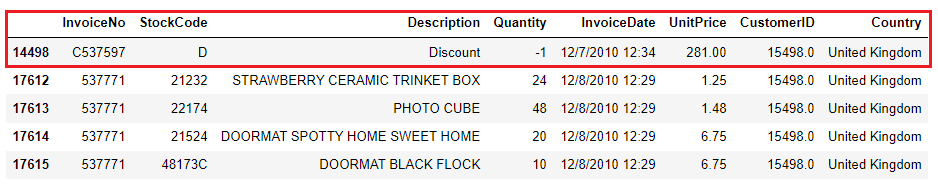 InvoiceNo StockCode Description Quantity InvoiceDate UnitPrice CustomerID Country
14498 C537597 D Discount -1 12/7/2010 12:34 281.00 15498.0 United Kingdom
17612 537771 21232 STRAWBERRY CERAMIC TRINKET BOX 24 12/8/2010 12:29 1.25 15498.0 United Kingdom
17613 537771 22174 PHOTO CUBE 48 12/8/2010 12:29 1.48 15498.0 United Kingdom
17614 537771 21524 DOORMAT SPOTTY HOME SWEET HOME 20 12/8/2010 12:29 6.75 15498.0 United Kingdom
17615 537771 48173C DOORMAT BLACK FLOCK 10 12/8/2010 12:29 6.75 15498.0 United Kingdom